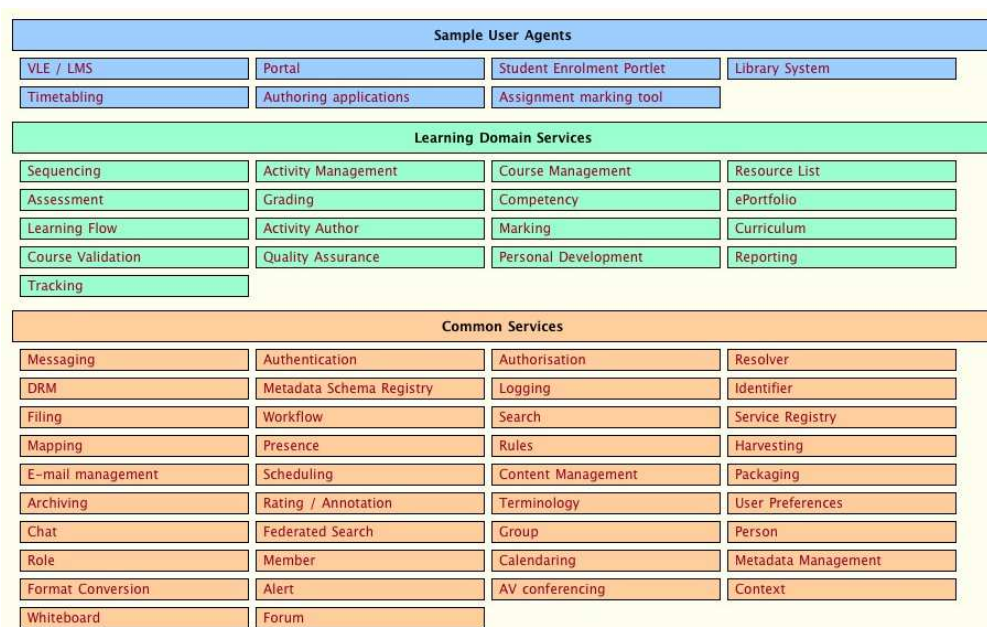 Sample User Agents
VLE / LMS Portal Student Enrolment Portlet Library System
Timetabling Authoring applications Assignment marking tool
Learning Domain Services
Sequencing Activity Management Course Management Resource List
Assessment Grading Competency ePortfolio
Learning Flow Activity Author Marking Curriculum
Course Validation Quality Assurance Personal Development Reporting
Tracking
Common Services
Messaging Authentication Authorisation Resolver
DRM Metadata Schema Registry Logging Identifier
Filing Workflow Search Service Registry
Mapping Presence Rules Harvesting
E-mail management Scheduling Content Management Packaging
Archiving Rating / Annotation Terminology User Preferences
Chat Federated Search Group Person
Role Member Calendaring Metadata Management
Format Conversion Alert AV conferencing Context
Whiteboard Forum